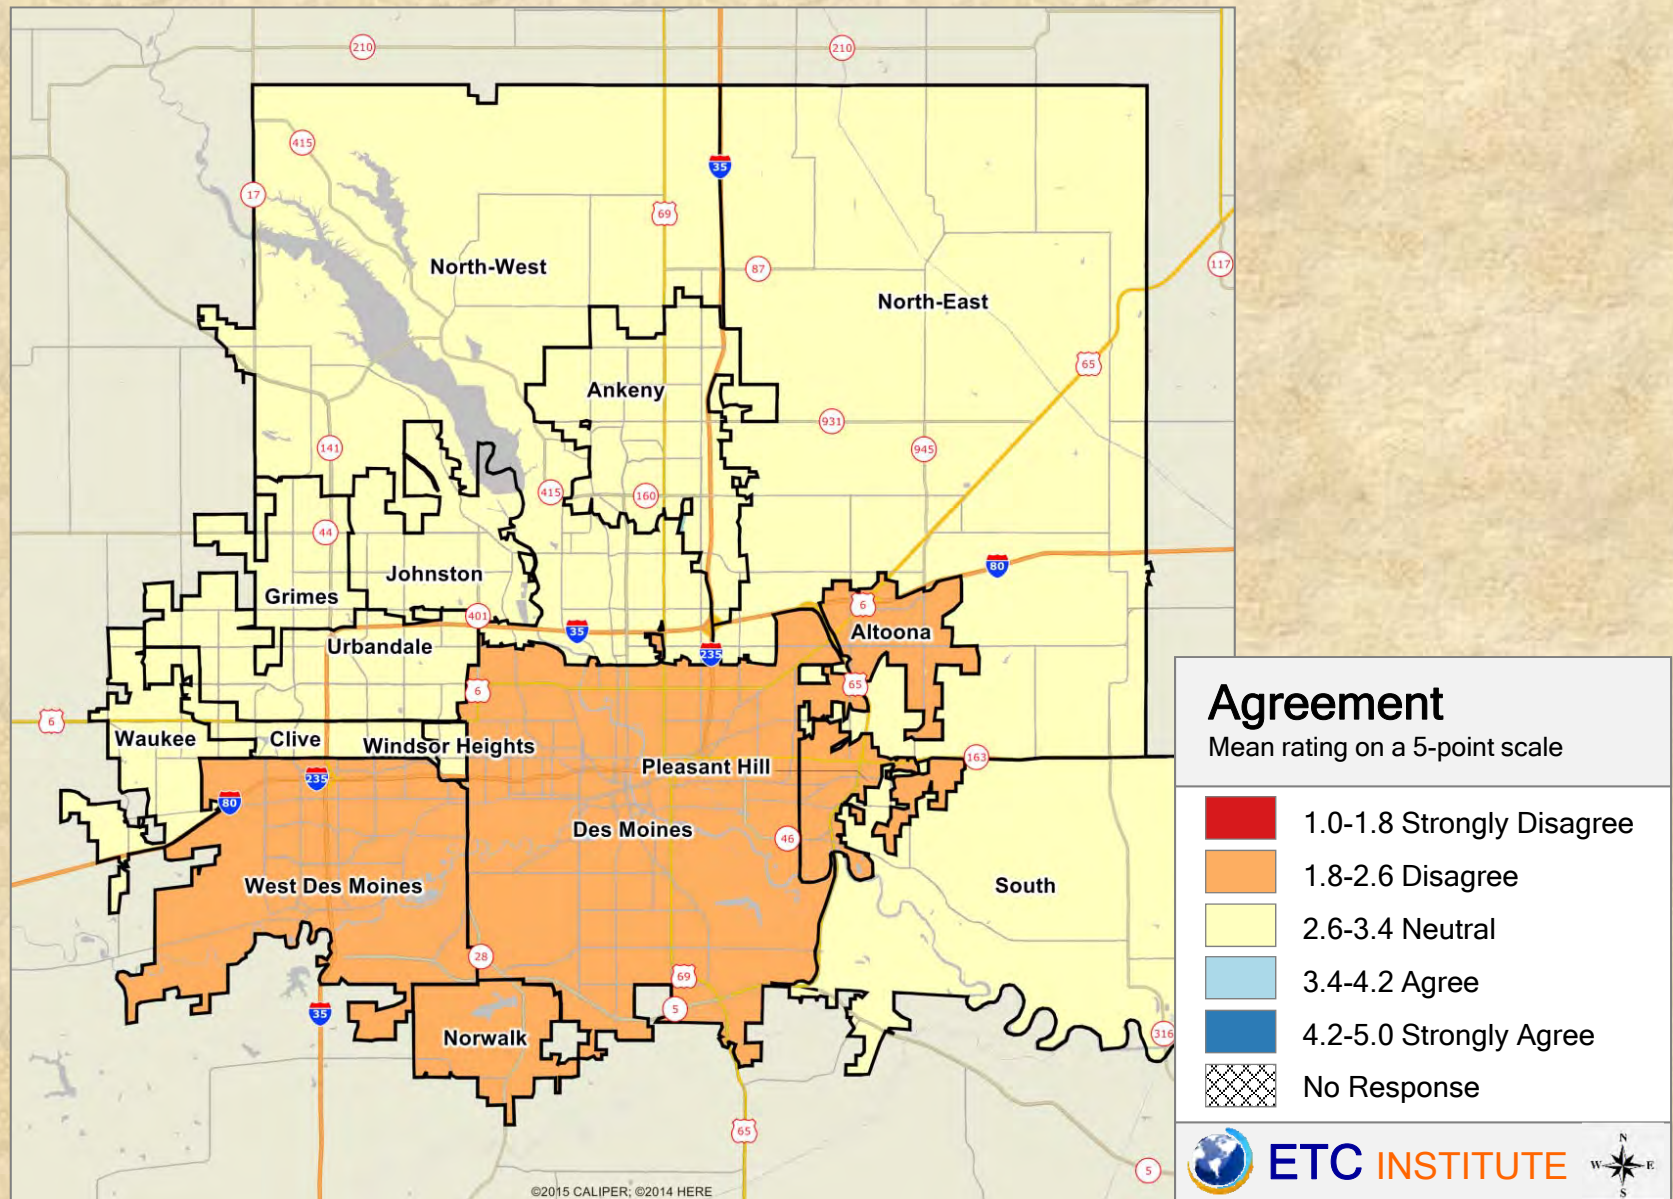 210
210
415
35
17
69
117
87
North-West
North-East
65
Ankeny
931
141
945
415
160
44
80
Johnston
Grimes
6
401
35
Altoona
Urbandale
235
65
6
6
Waukee
Clive
Windsor Heights
163
Pleasant Hill
235
80
Des Moines
46
West Des Moines
South
28
69
5
35
316
Norwalk
65
5
©2015 CALIPER; ©2014 HERE
Agreement
Mean rating on a 5-point scale
1.0-1.8 Strongly Disagree
1.8-2.6 Disagree
2.6-3.4 Neutral
3.4-4.2 Agree
4.2-5.0 Strongly Agree
No Response
ETC INSTITUTE
N
W E
S